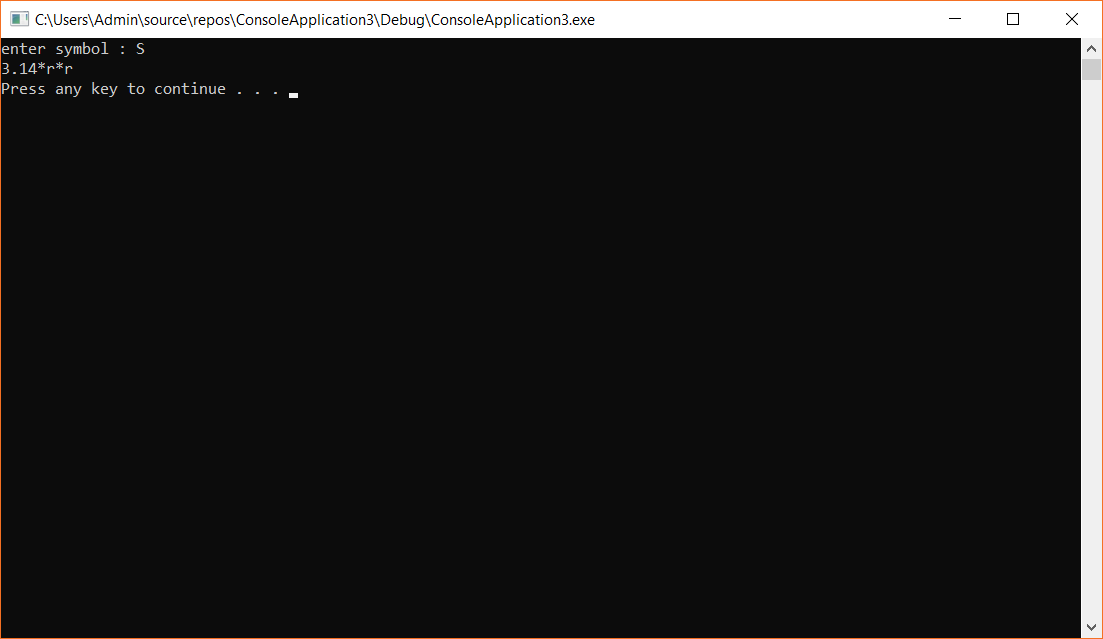 C:\Users\Admin\source\repos\ConsoleApplication3\Debug\ConsoleApplication3.exe
enter symbol : S
3.14*r*r
Press any key to continue . . .